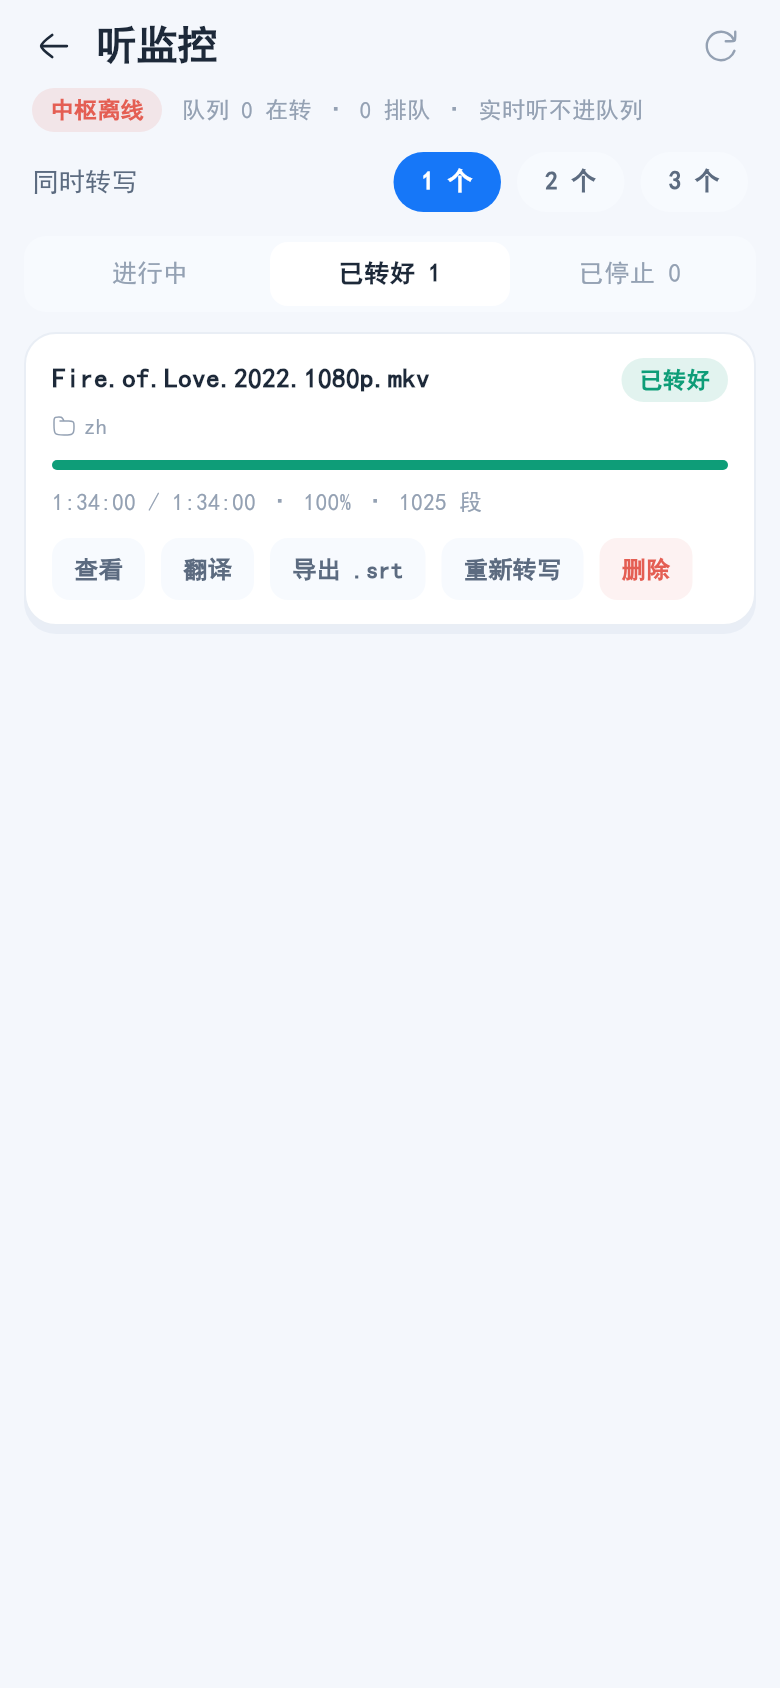 听监控
中枢离线 队列 0 在转 · 0 排队 · 实时听不进队列
同时转写 1 个 2 个 3 个
进行中 已转好 1 已停止 0
Fire.of.Love.2022.1080p.mkv 已转好
zh
1:34:00 / 1:34:00 · 100% · 1025 段
查看 翻译 导出 .srt 重新转写 删除